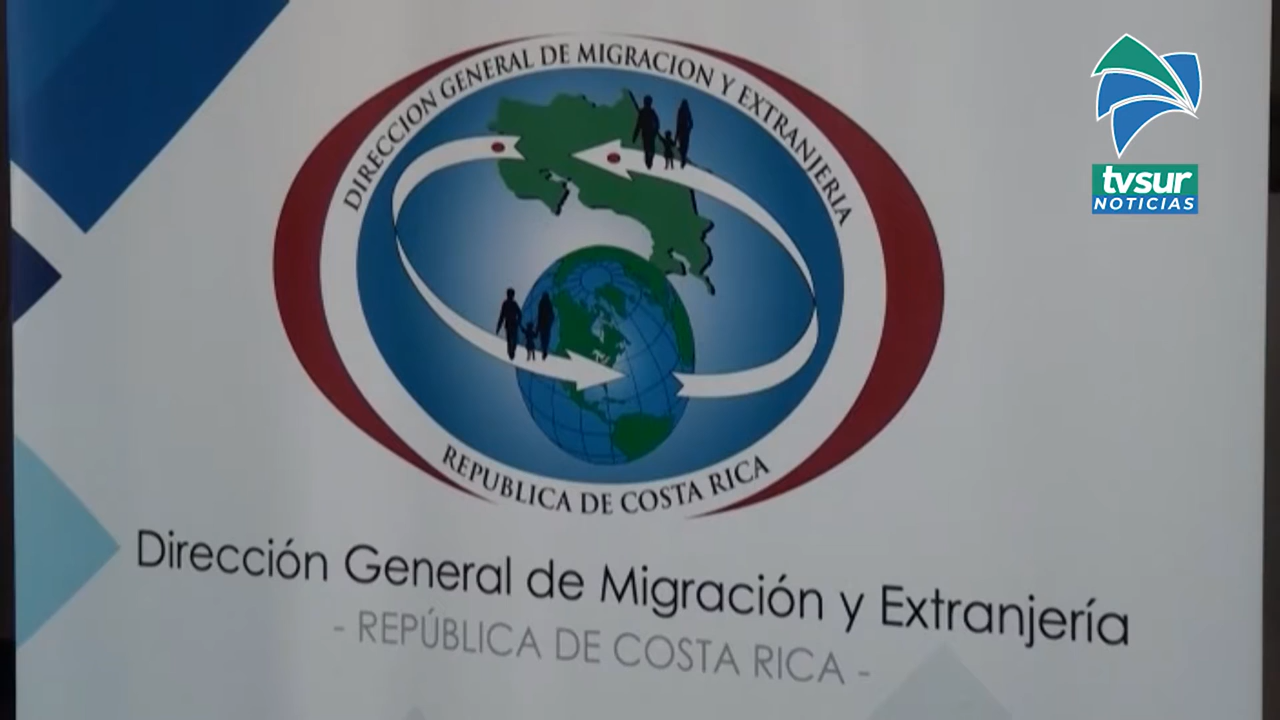 DIRECCION GENERAL DE MIGRACION Y EXTRANJERIA
tvsur
NOTICIAS
REPUBLICA DE COSTA RICA
Dirección General de Migración y Extranjería
- REPÚBLICA DE COSTA RICA -